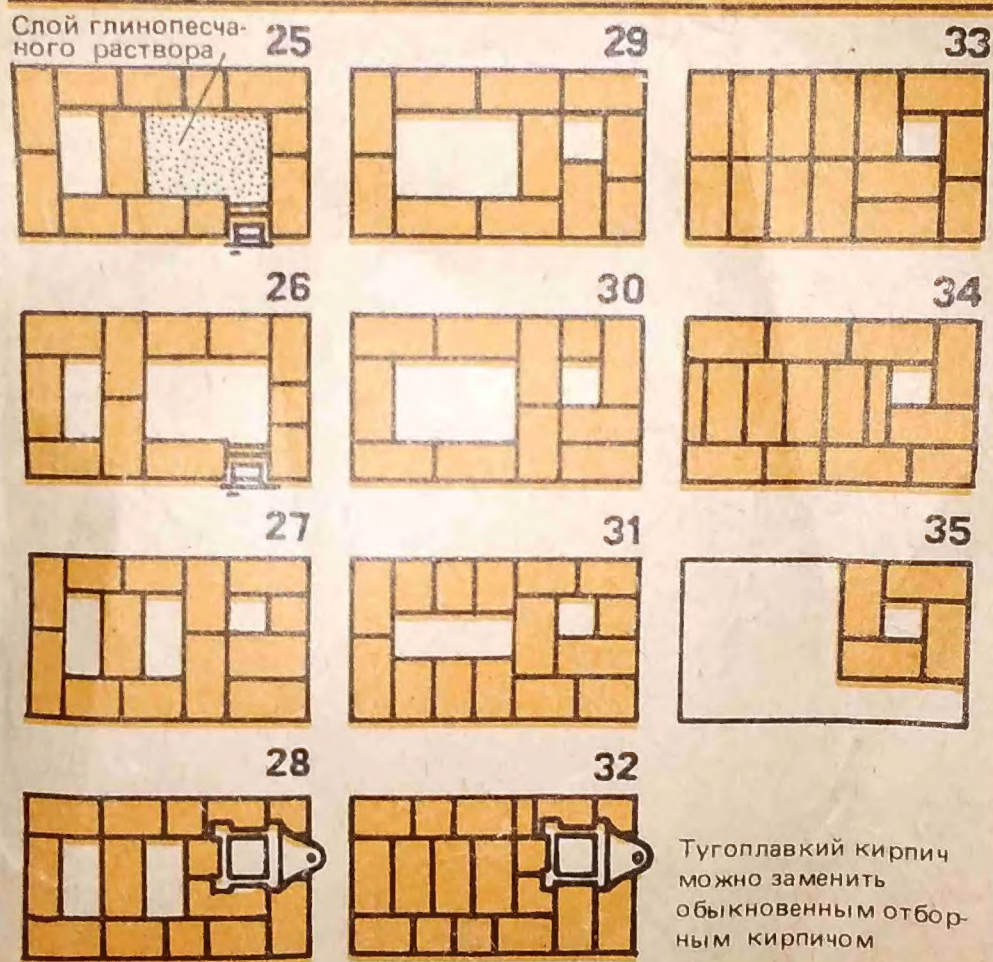 Слой глинопесча-
ного раствора
25
29
33
26
30
34
27
31
35
28
32
Тугоплавкий кирпич
можно заменить
обыкновенным отбор-
ным кирпичом